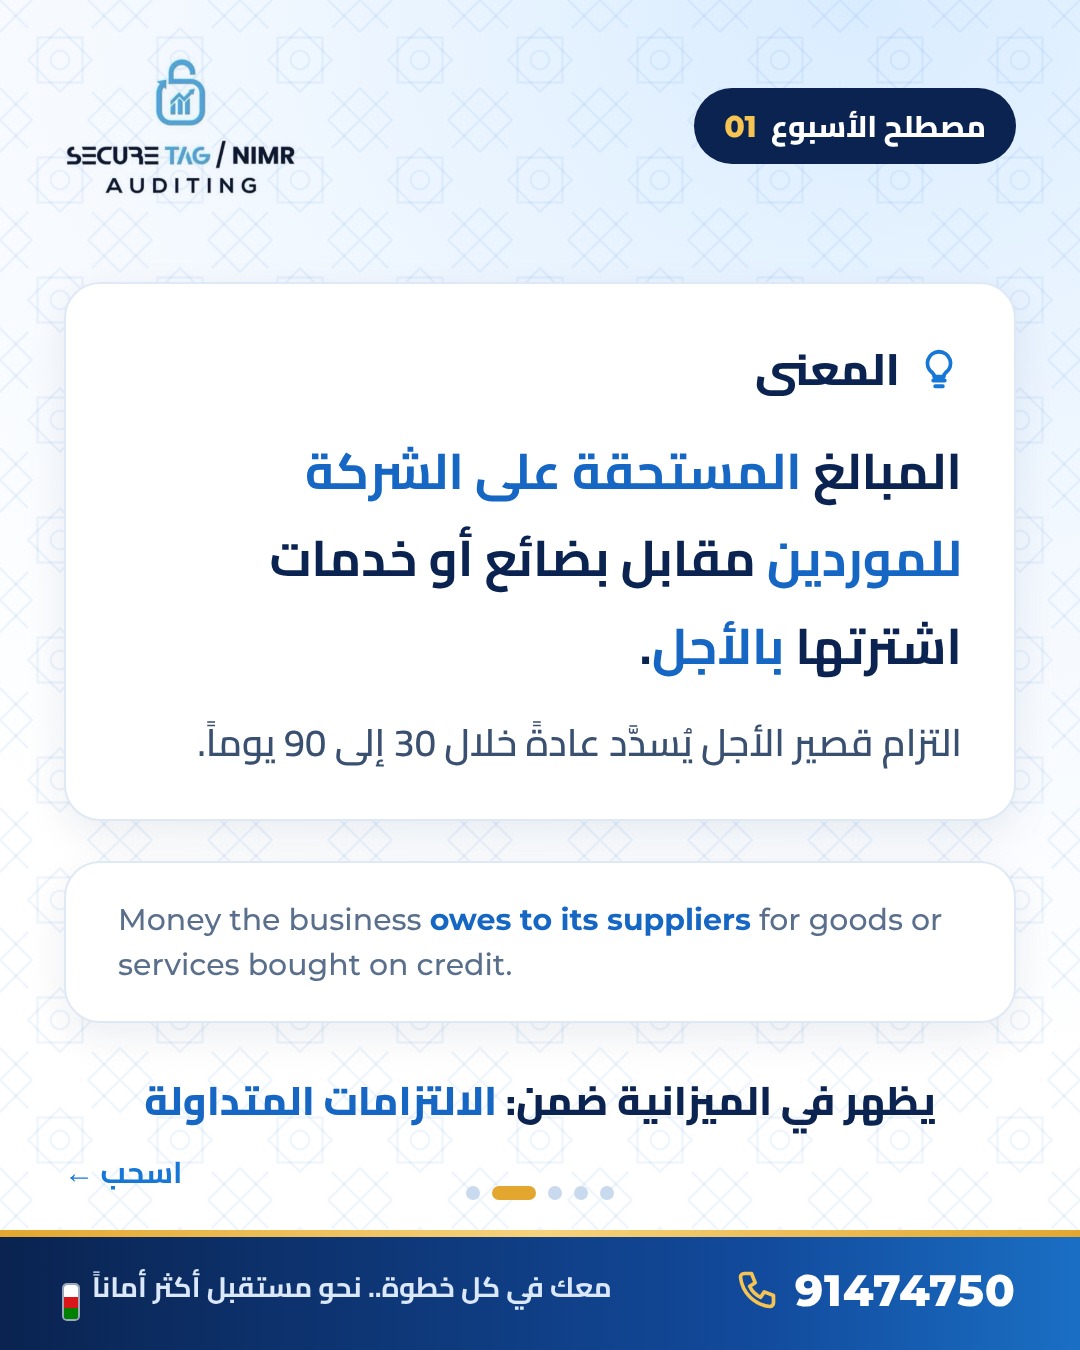 SECURE TAG / NIMR
AUDITING
مصطلح الأسبوع 01
المعنى
المبالغ المستحقة على الشركة
للموردين مقابل بضائع أو خدمات
اشترتها بالأجل.
التزام قصير الأجل يُسدَّد عادةً خلال 30 إلى 90 يوماً.
Money the business owes to its suppliers for goods or
services bought on credit.
يظهر في الميزانية ضمن: الالتزامات المتداولة
اسحب ←
91474750
معك في كل خطوة.. نحو مستقبل أكثر أماناً